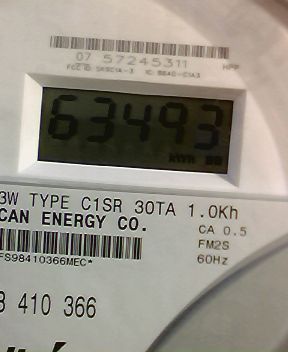 07 57245311
63493
KWH
3W TYPE C1SR 30TA 1.0Kh
CAN ENERGY CO.
CA 0.5
FM2S
60Hz
FS98410366MEC*
410 366